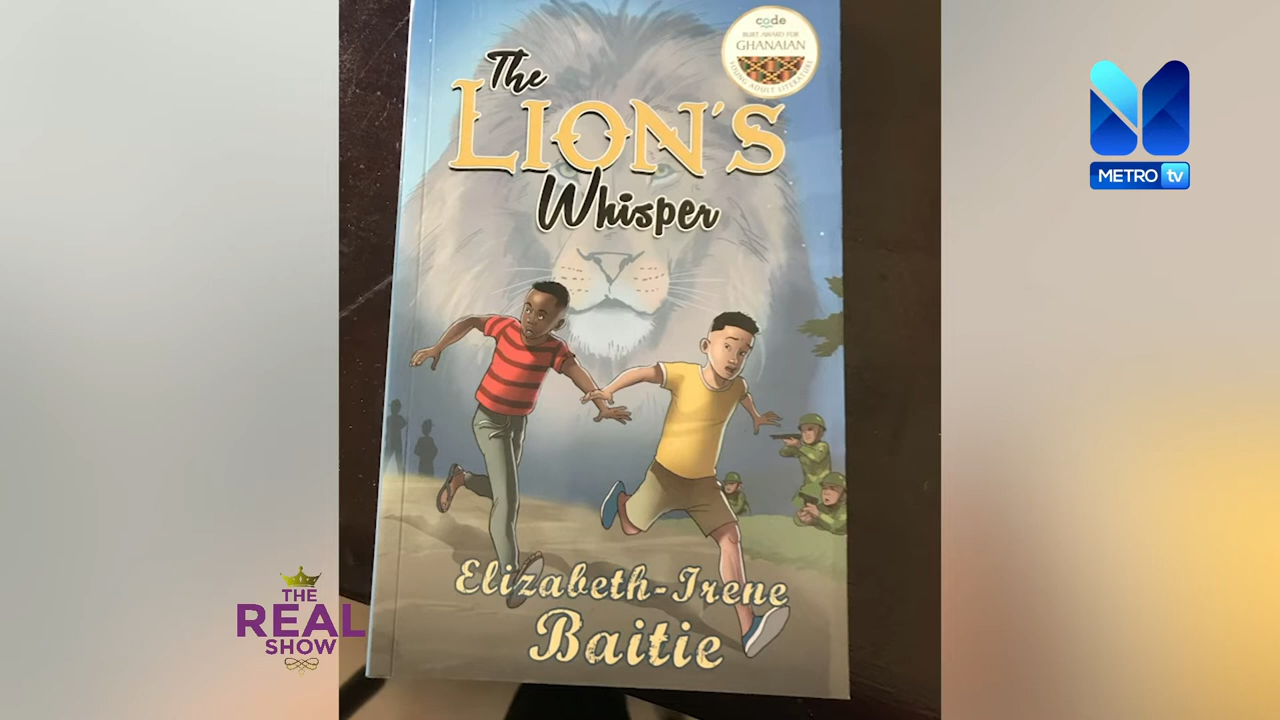 code
BURT AWARD FOR
GHANAIAN
YOUNG ADULT LITERATURE
The
LION'S
Whisper
METRO tv
Elizabeth-Irene
Baitie
THE
REAL
SHOW